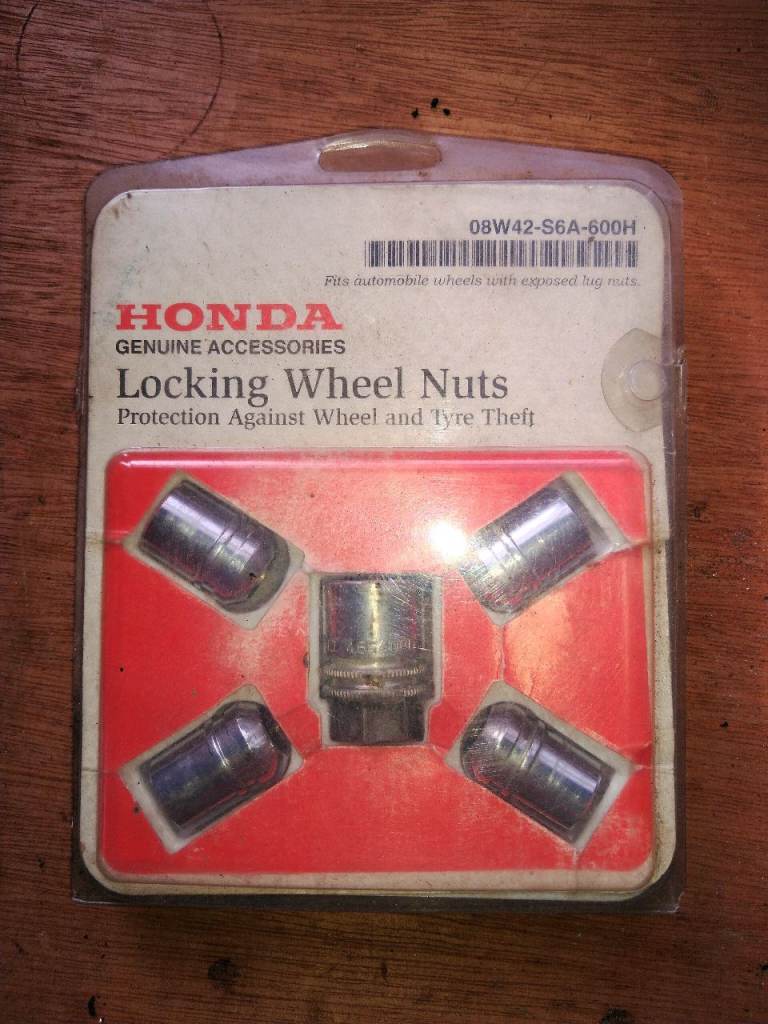 08W42-S6A-600H
Fits automobile wheels with exposed lug nuts.
HONDA
GENUINE ACCESSORIES
Locking Wheel Nuts
Protection Against Wheel and Tyre Theft